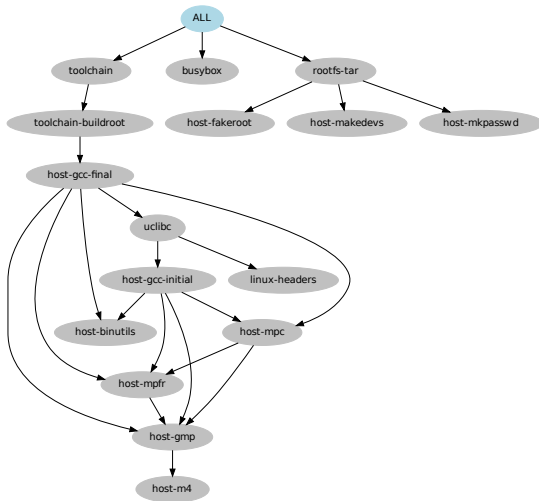 ALL
toolchain
busybox
rootfs-tar
toolchain-buildroot
host-fakeroot
host-makedevs
host-mkpasswd
host-gcc-final
uclibc
host-gcc-initial
linux-headers
host-binutils
host-mpc
host-mpfr
host-gmp
host-m4